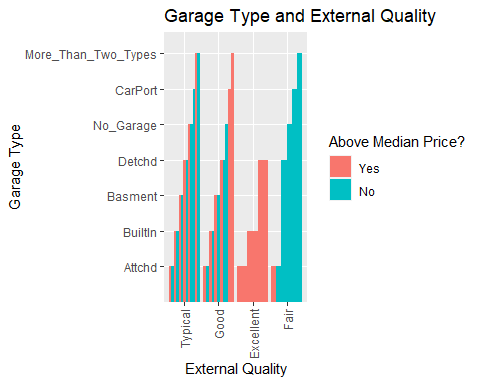 Garage Type and External Quality
Garage Type
More_Than_Two_Types
CarPort
No_Garage
Detchd
Basment
BuiltIn
Attchd
Typical
Good
Excellent
Fair
External Quality
Above Median Price?
Yes
No